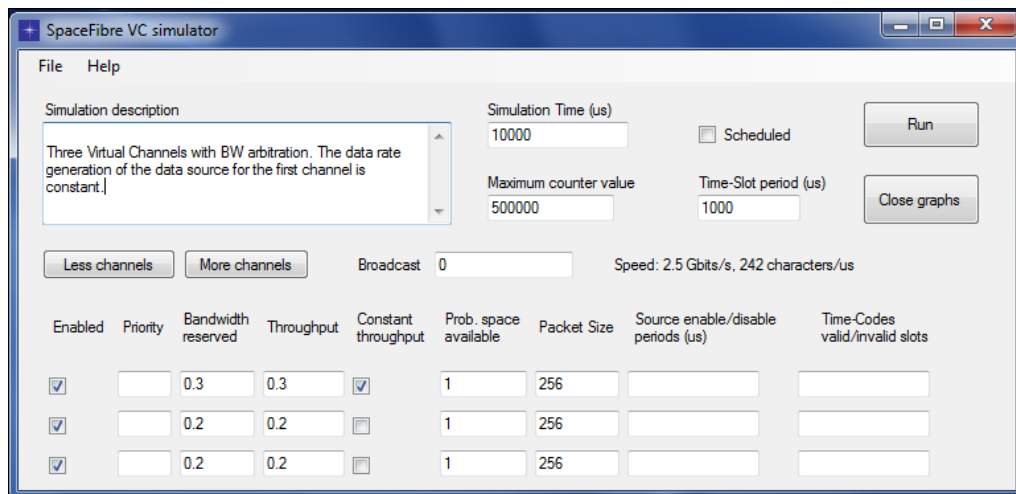 SpaceFibre VC simulator
File Help
Simulation description
Three Virtual Channels with BW arbitration. The data rate
generation of the data source for the first channel is
constant.
Simulation Time (us)
10000
Scheduled
Run
Maximum counter value
500000
Time-Slot period (us)
1000
Close graphs
Less channels More channels Broadcast 0 Speed: 2.5 Gbits/s, 242 characters/us
Enabled Priority Bandwidth reserved Throughput Constant throughput Prob. space available Packet Size Source enable/disable periods (us) Time-Codes valid/invalid slots
0.3 0.3 1 256
0.2 0.2 1 256
0.2 0.2 1 256